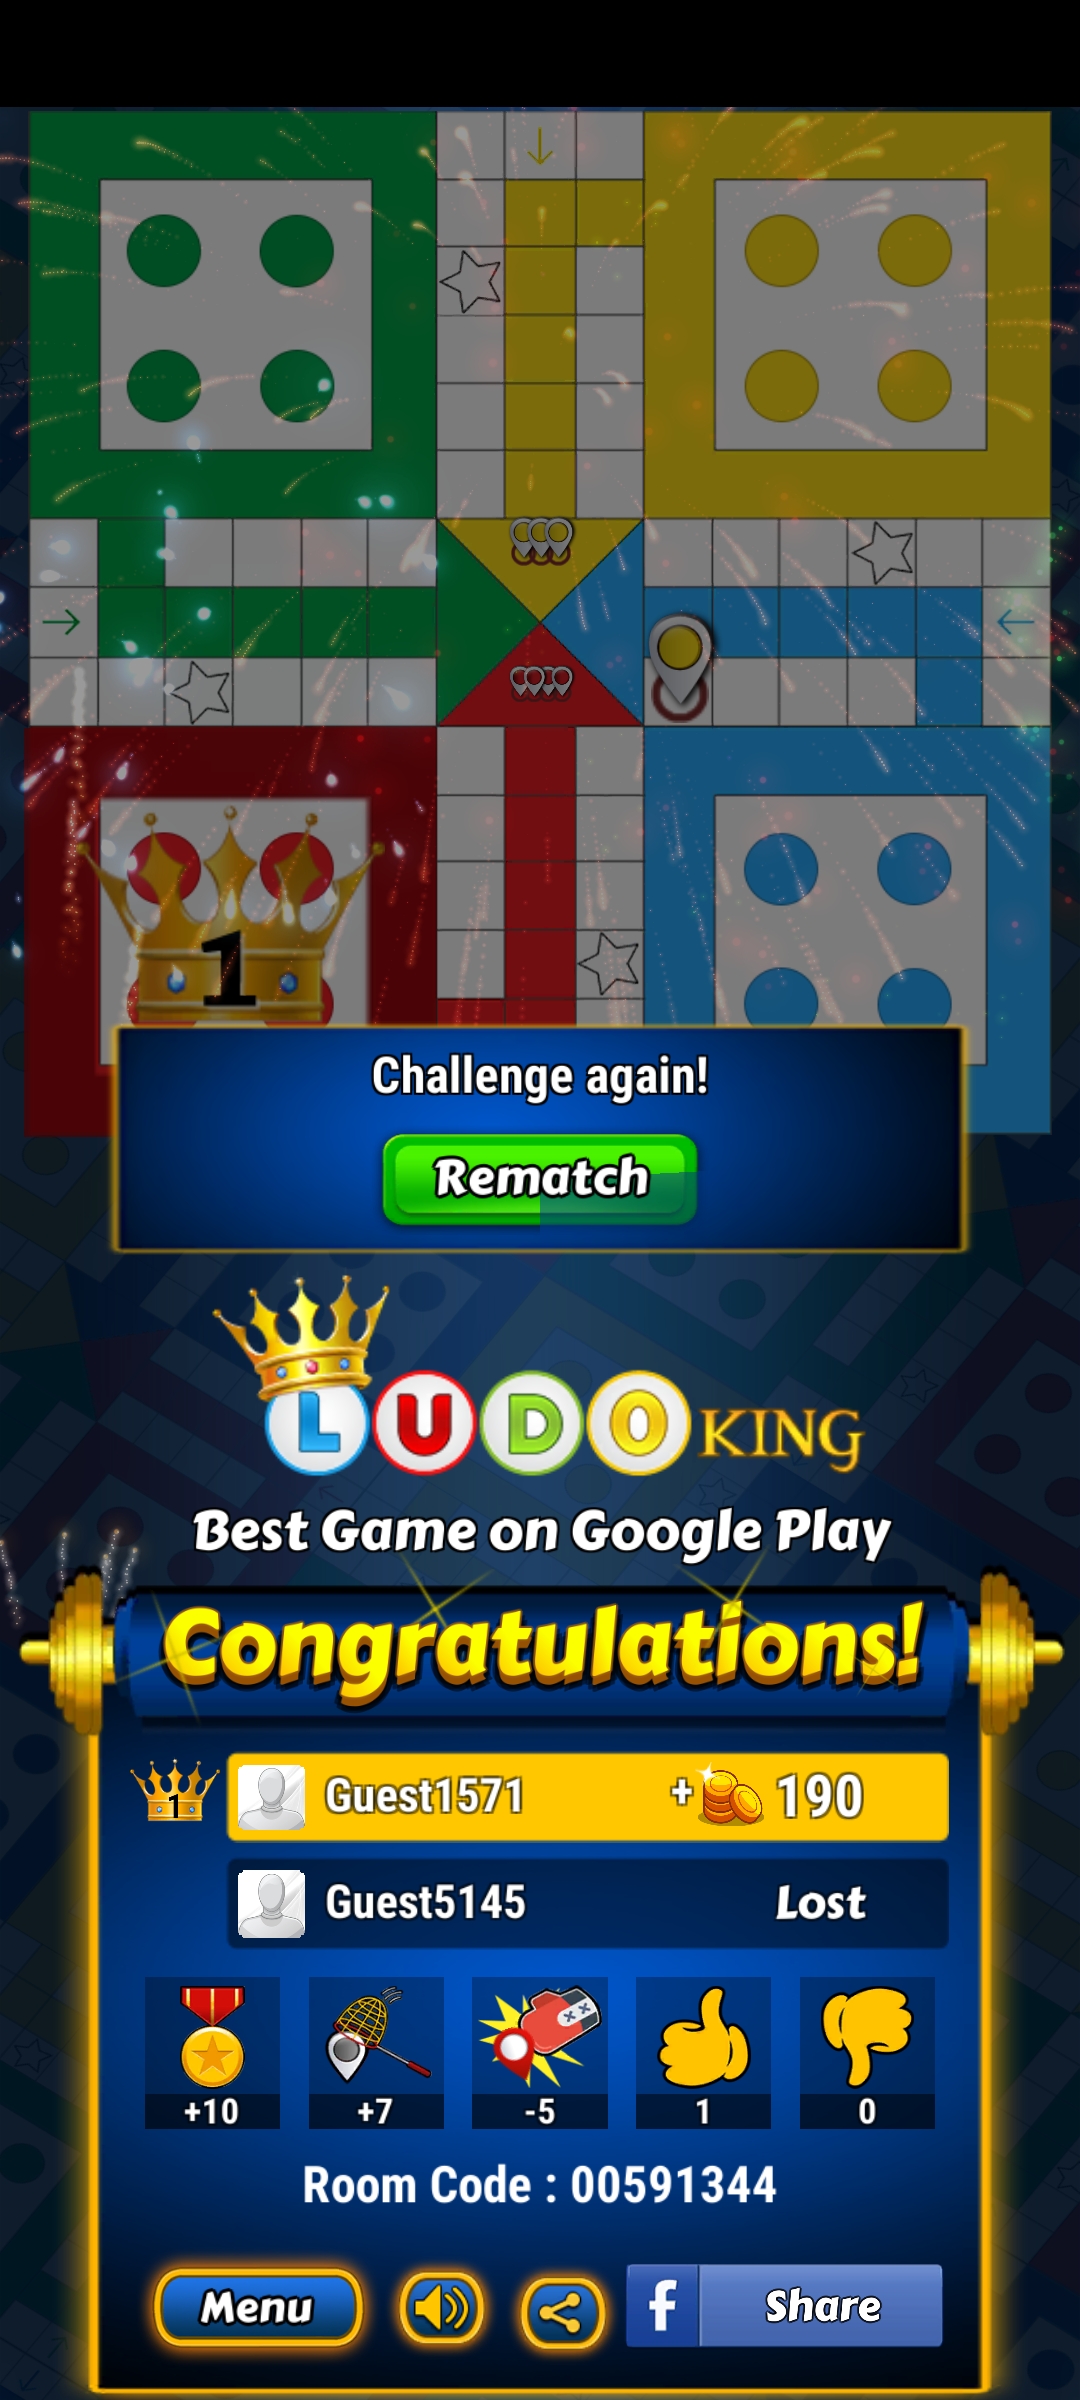 1
Challenge again!
Rematch
LUDO KING
Best Game on Google Play
Congratulations!
1 Guest1571 + 190
Guest5145 Lost
+10 +7 -5 1 0
Room Code : 00591344
Menu f Share